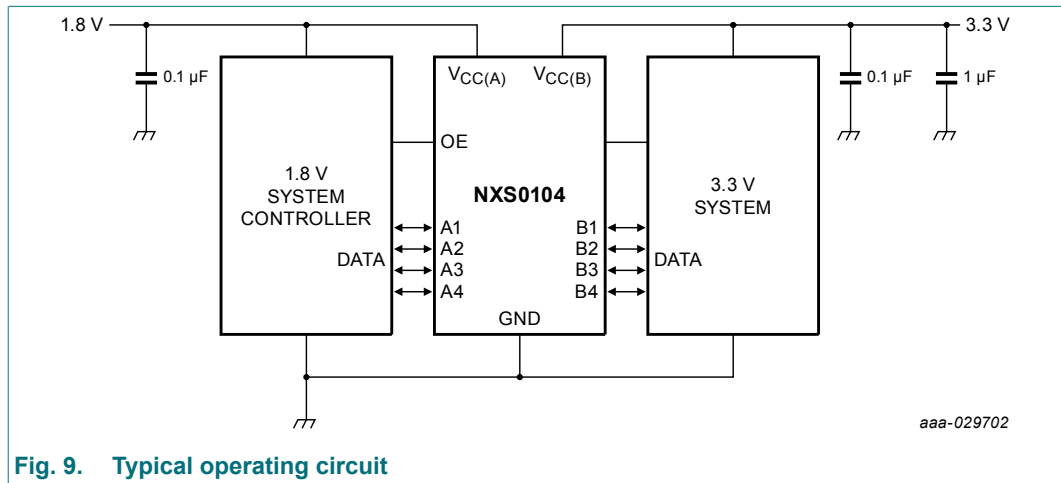 1.8 V
3.3 V
0.1 µF
VCC(A)
VCC(B)
0.1 µF
1 µF
OE
1.8 V
SYSTEM
CONTROLLER
NXS0104
3.3 V
SYSTEM
DATA
A1
A2
A3
A4
B1
B2
B3
B4
DATA
GND
aaa-029702
Fig. 9. Typical operating circuit